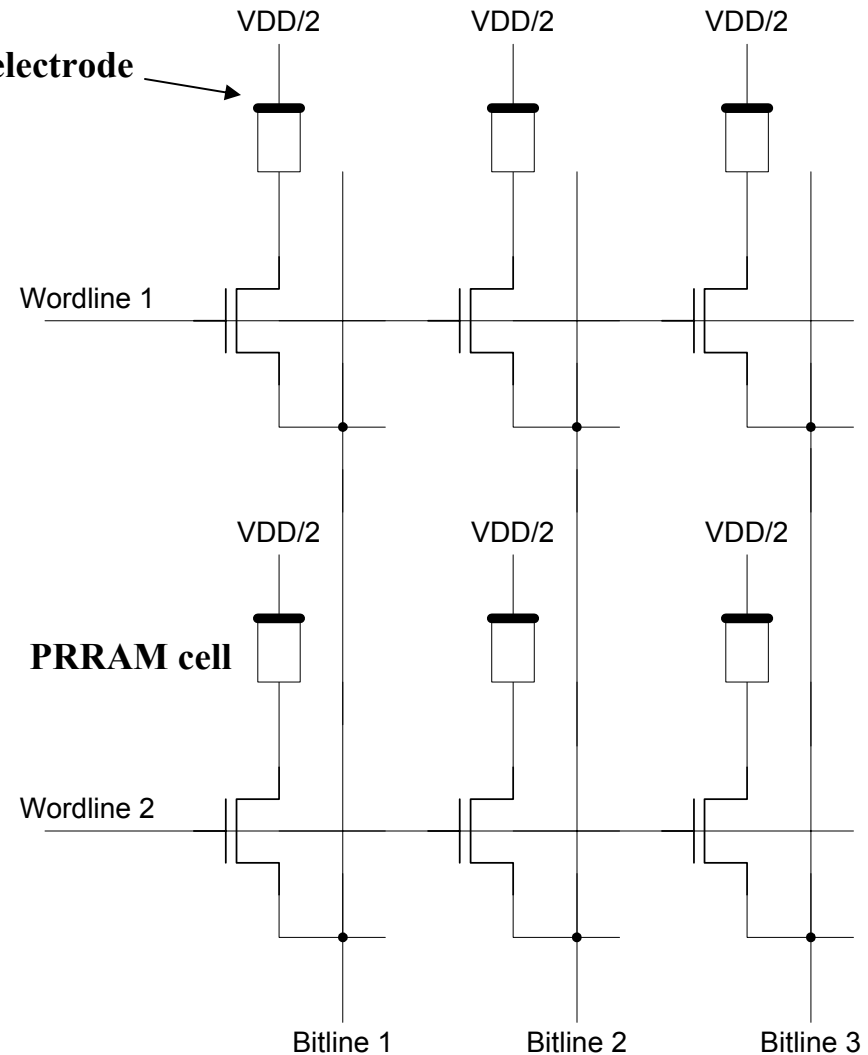 VDD/2 VDD/2 VDD/2
electrode
Wordline 1
VDD/2 VDD/2 VDD/2
PRRAM cell
Wordline 2
Bitline 1 Bitline 2 Bitline 3